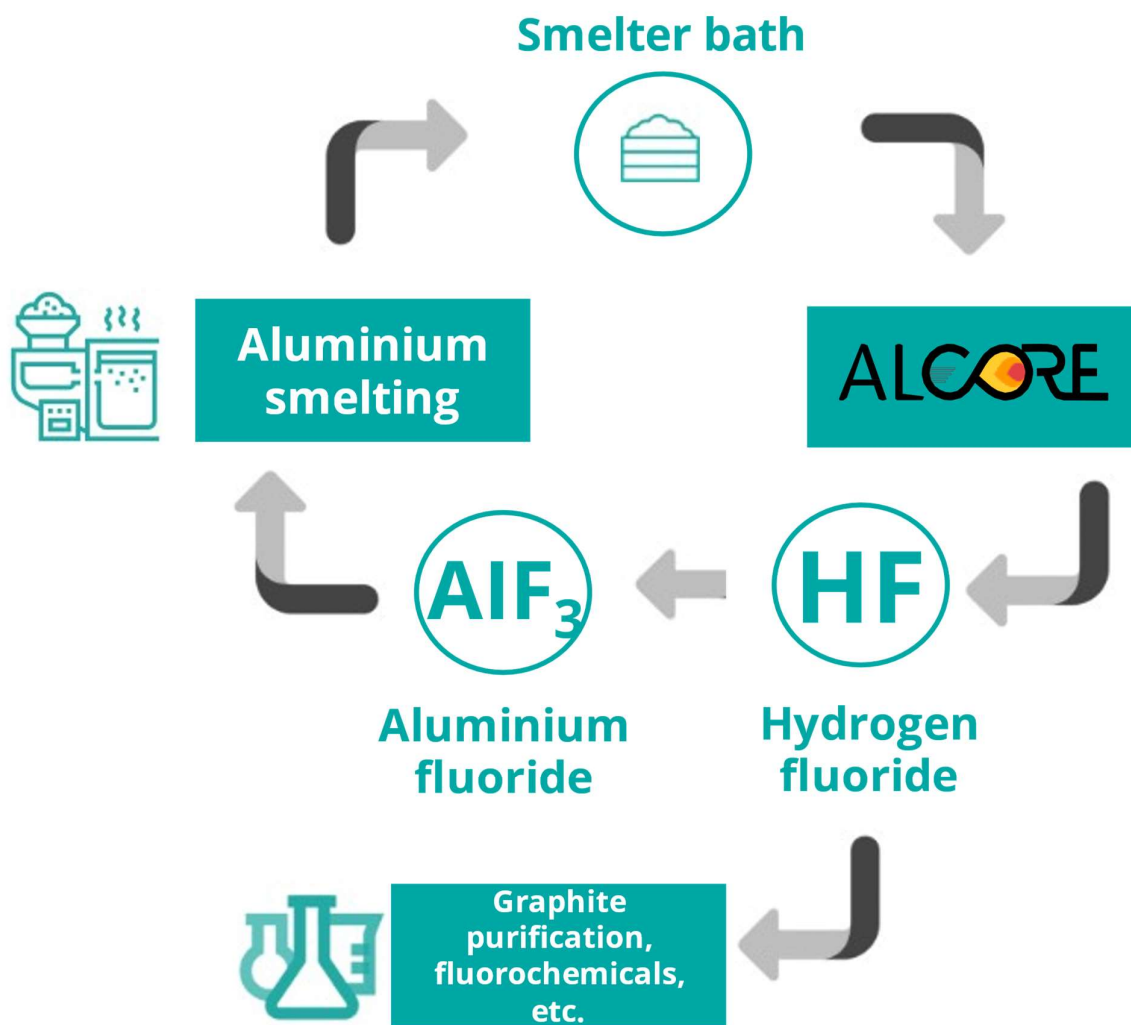 Smelter bath
Aluminium
smelting
ALCORE
AlF₃
HF
Aluminium
fluoride
Hydrogen
fluoride
Graphite
purification,
fluorochemicals,
etc.